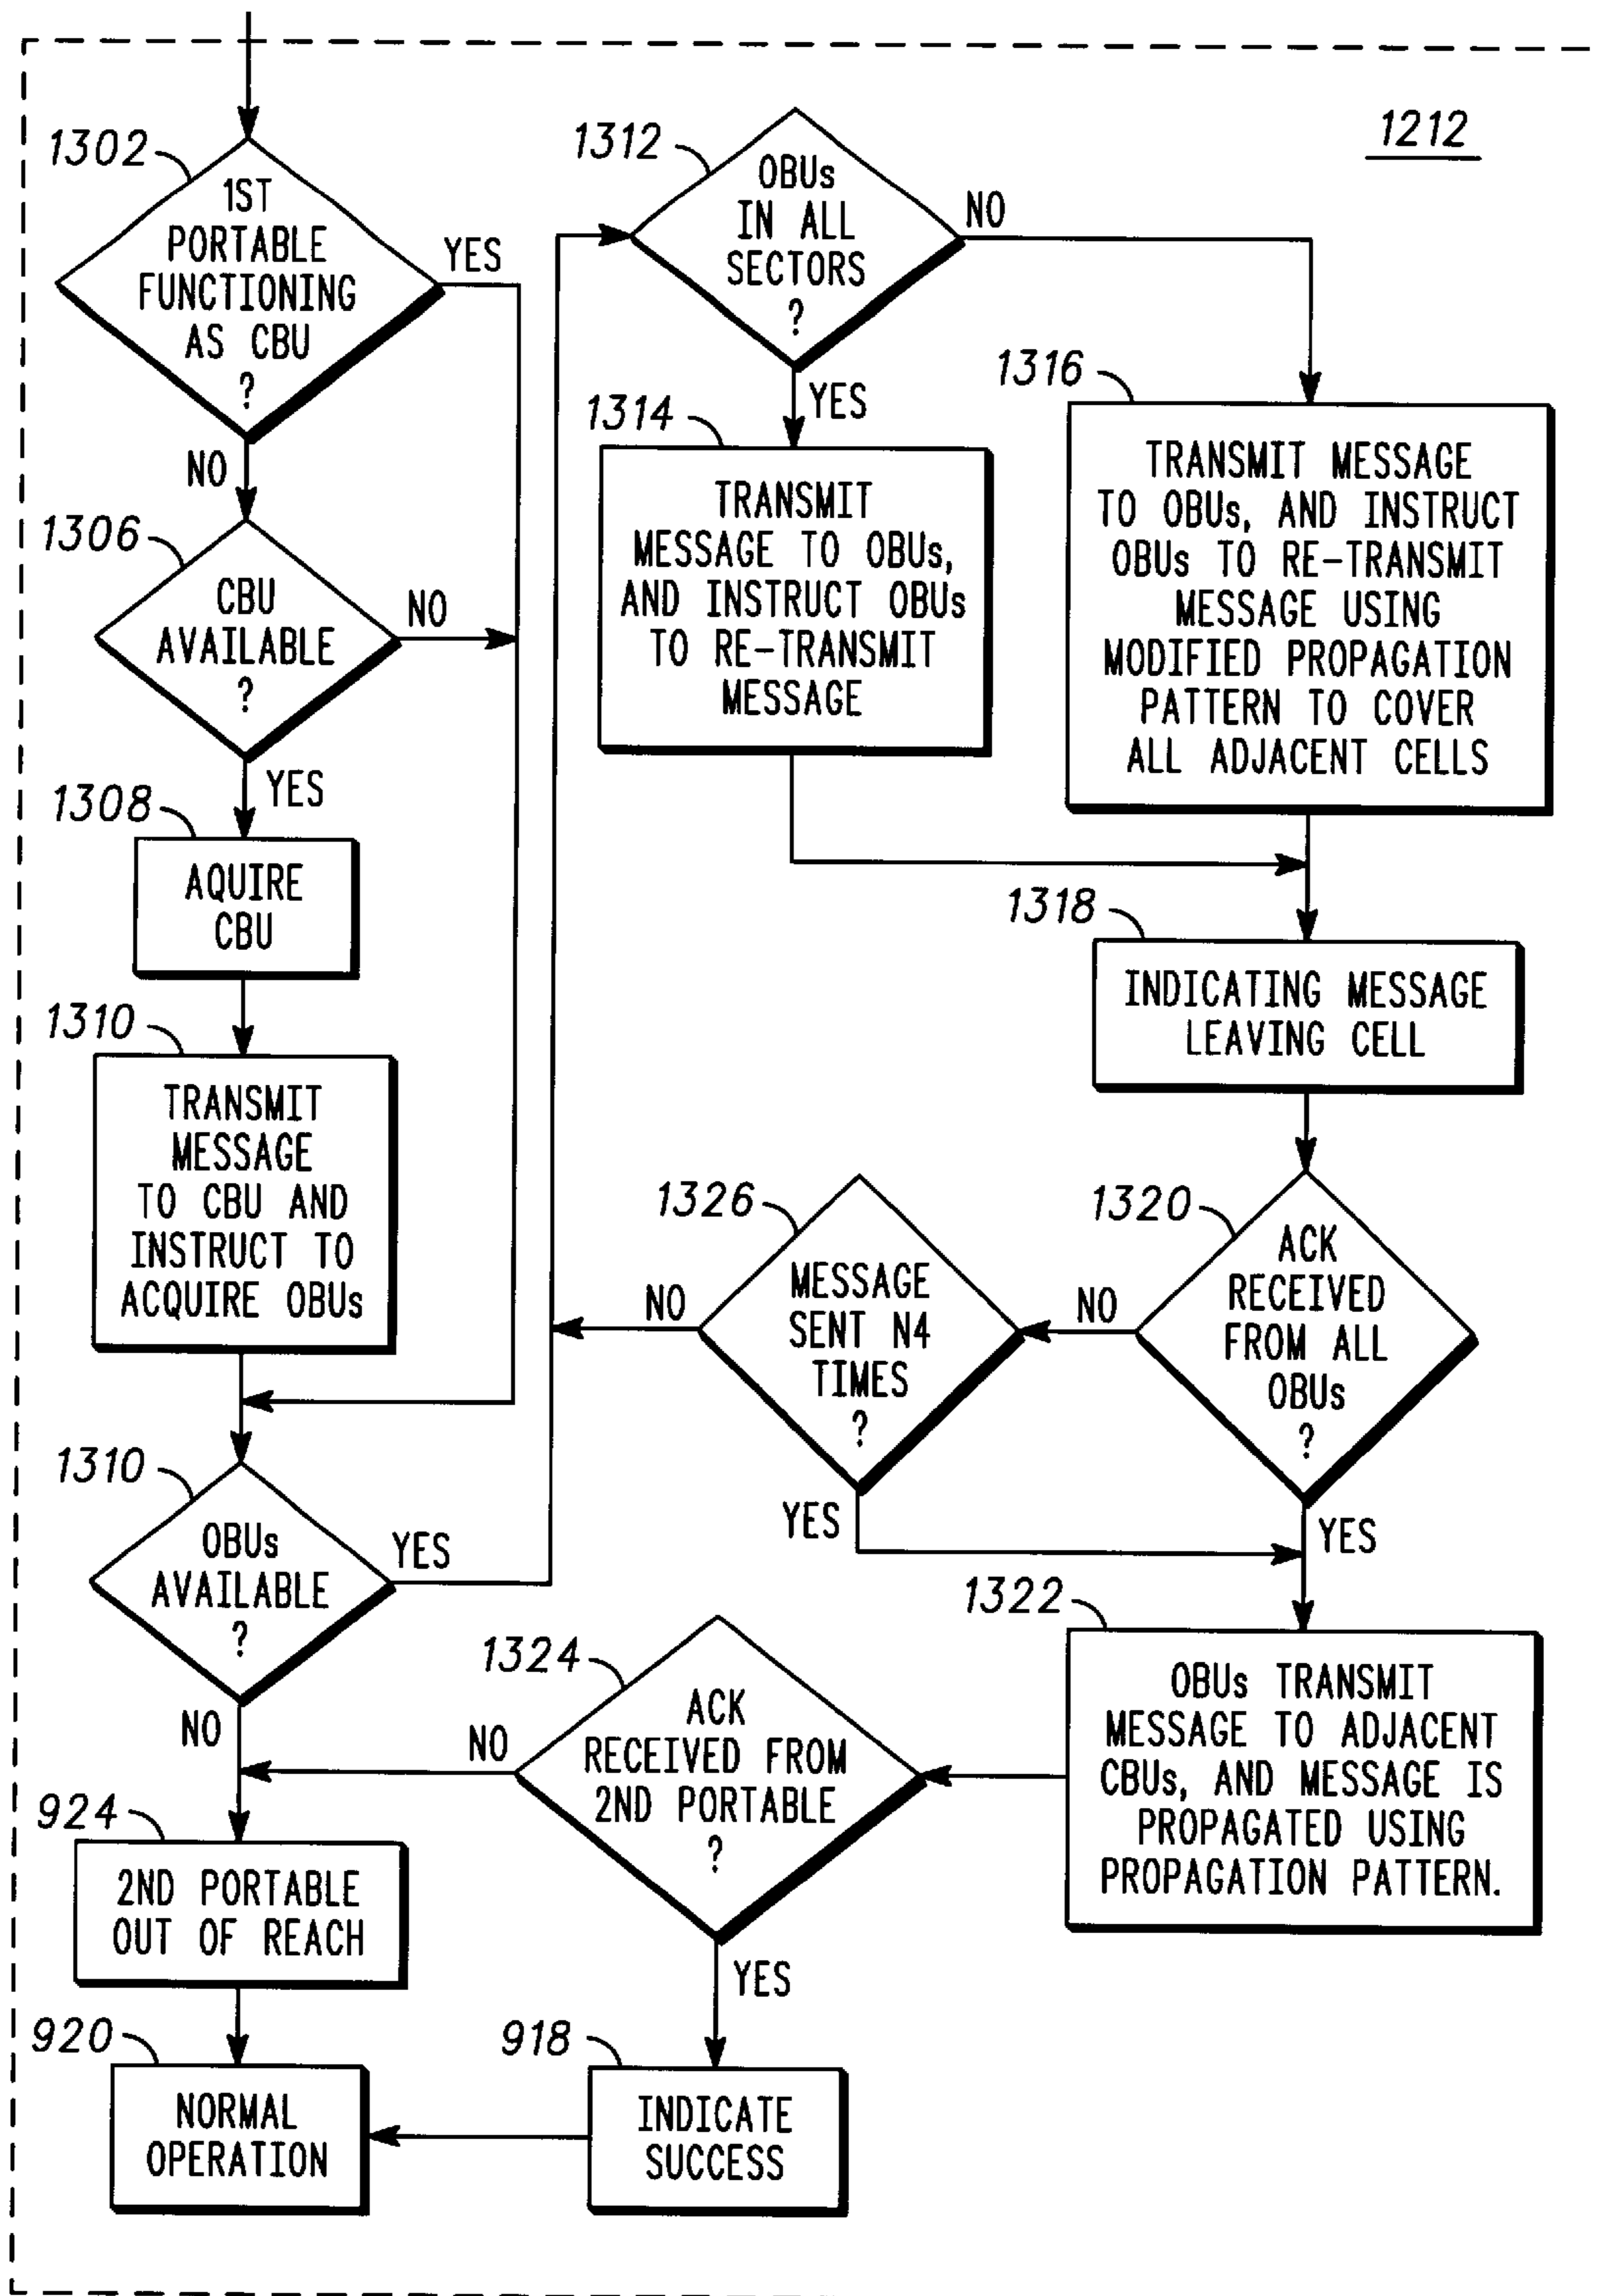 1212
1302
1ST
PORTABLE
FUNCTIONING
AS CBU
?
YES
NO
1306
CBU
AVAILABLE
?
NO
YES
1308
AQUIRE
CBU
1310
TRANSMIT
MESSAGE
TO CBU AND
INSTRUCT TO
ACQUIRE OBUs
1310
OBUs
AVAILABLE
?
YES
NO
924
2ND PORTABLE
OUT OF REACH
920
NORMAL
OPERATION
1312
OBUs
IN ALL
SECTORS
?
NO
YES
1314
TRANSMIT
MESSAGE TO OBUs,
AND INSTRUCT OBUs
TO RE-TRANSMIT
MESSAGE
1316
TRANSMIT MESSAGE
TO OBUs, AND INSTRUCT
OBUs TO RE-TRANSMIT
MESSAGE USING
MODIFIED PROPAGATION
PATTERN TO COVER
ALL ADJACENT CELLS
1318
INDICATING MESSAGE
LEAVING CELL
1320
ACK
RECEIVED
FROM ALL
OBUs
?
NO
YES
1326
MESSAGE
SENT N4
TIMES
?
NO
YES
1322
OBUs TRANSMIT
MESSAGE TO ADJACENT
CBUs, AND MESSAGE IS
PROPAGATED USING
PROPAGATION PATTERN.
1324
ACK
RECEIVED FROM
2ND PORTABLE
?
NO
YES
918
INDICATE
SUCCESS